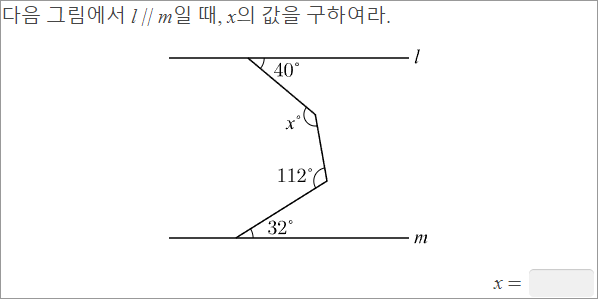 다음 그림에서 l // m일 때, x의 값을 구하여라.
l
40°
x°
112°
32°
m
x =